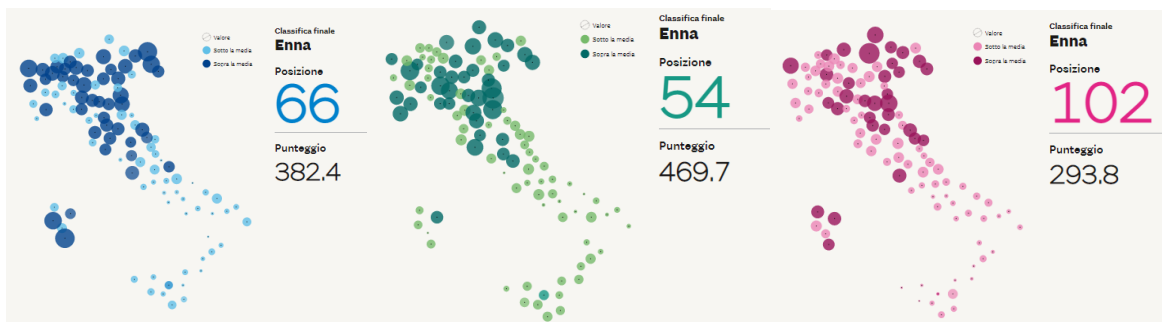 Valore
Sotto la media
Sopra la media
Classifica finale
Enna
Posizione
66
Punteggio
382.4
Valore
Sotto la media
Sopra la media
Classifica finale
Enna
Posizione
54
Punteggio
469.7
Valore
Sotto la media
Sopra la media
Classifica finale
Enna
Posizione
102
Punteggio
293.8